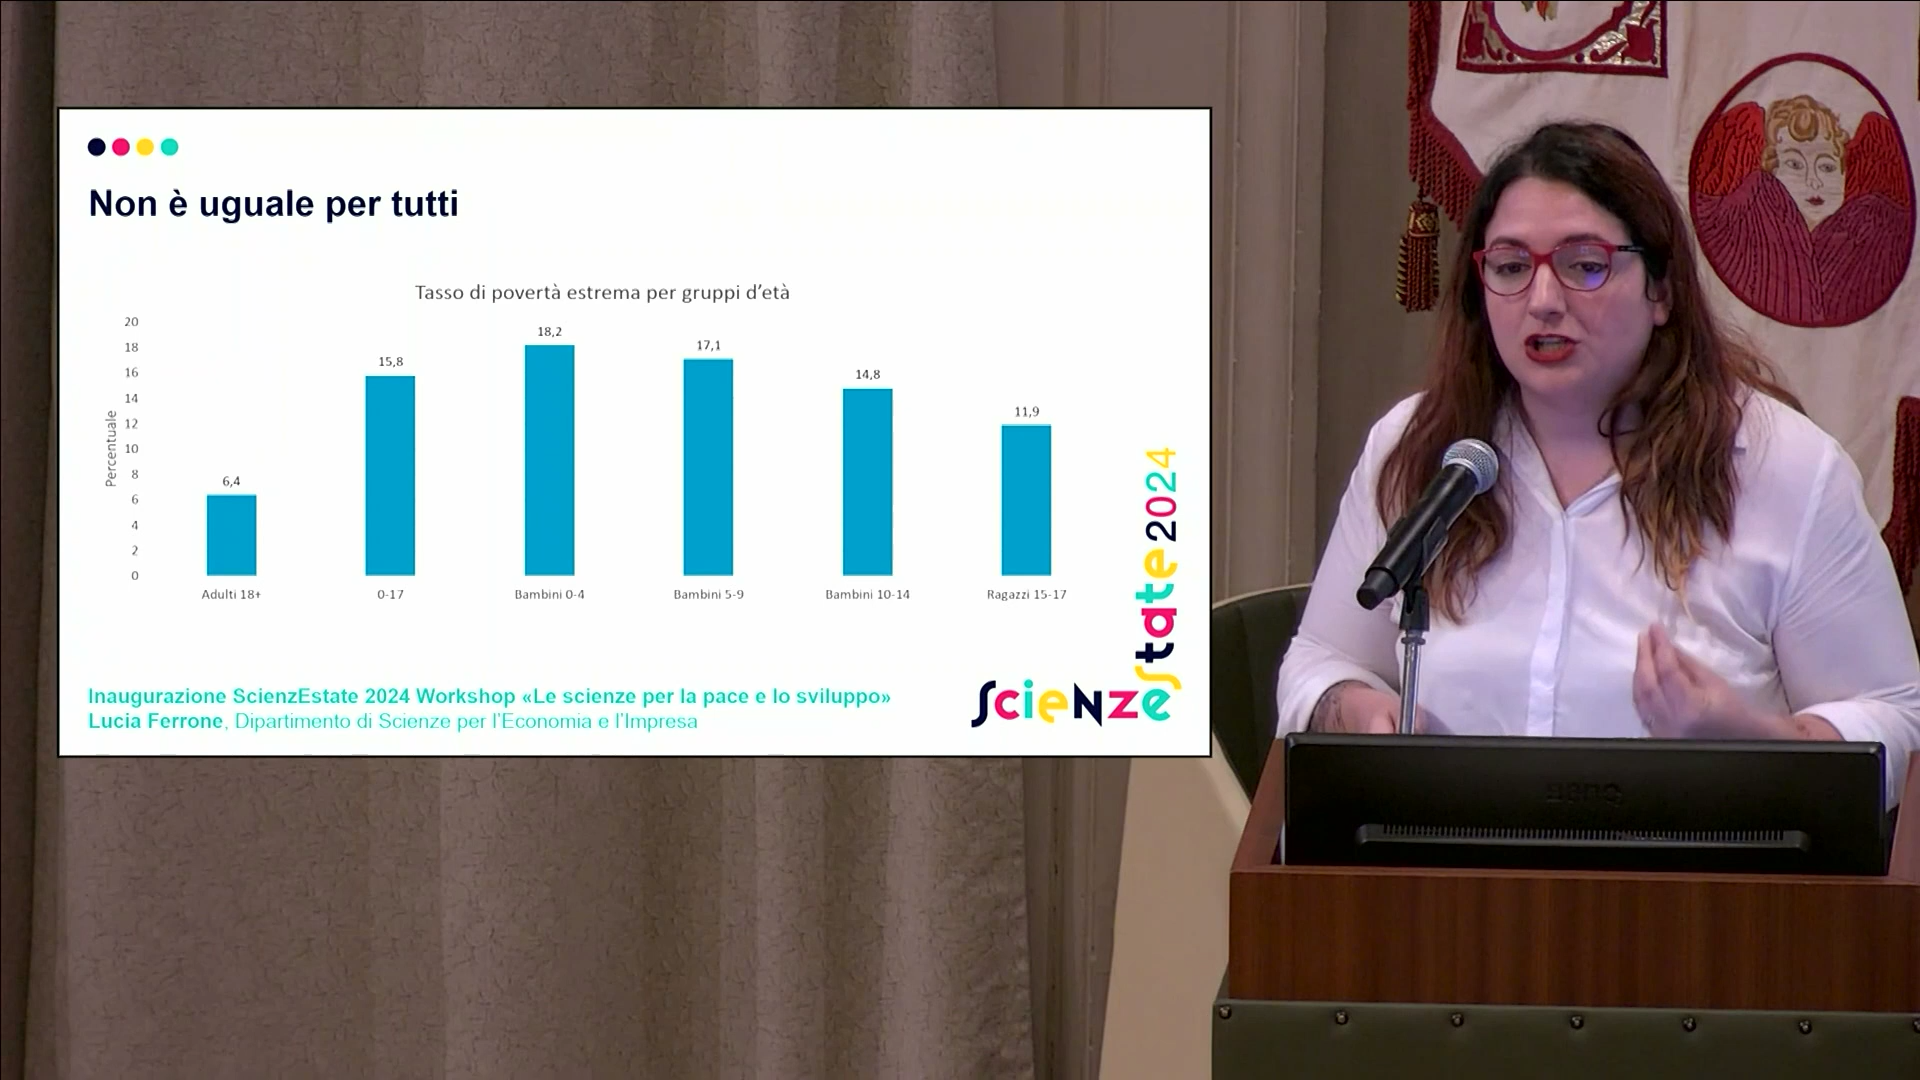 Non è uguale per tutti
Tasso di povertà estrema per gruppi d'età
Percentuale
20
18
16
14
12
10
8
6
4
2
0
6,4
15,8
18,2
17,1
14,8
11,9
Adulti 18+
0-17
Bambini 0-4
Bambini 5-9
Bambini 10-14
Ragazzi 15-17
Inaugurazione ScienzEstate 2024 Workshop «Le scienze per la pace e lo sviluppo»
Lucia Ferrone, Dipartimento di Scienze per l'Economia e l'Impresa
ScieNze
State2024
BenQ